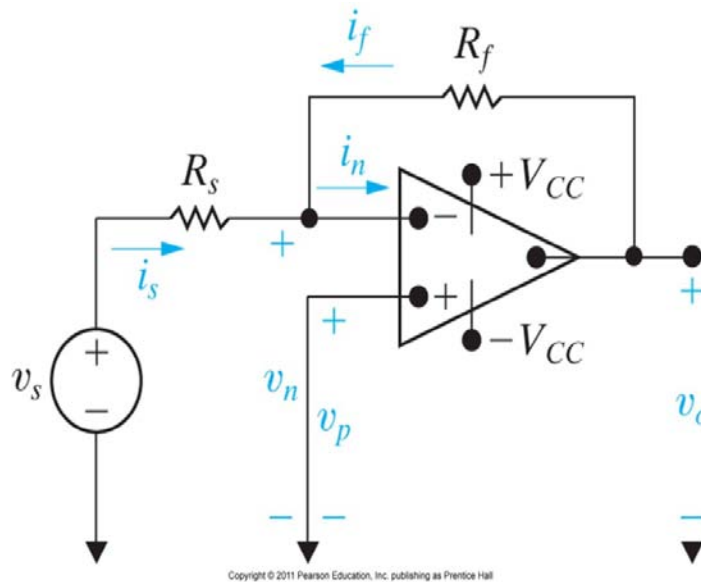 i_f
R_f
i_n
+V_CC
R_s
−
+
i_s
+
+
+
+
−V_CC
v_s
−
v_n
v_p
− −
−
Copyright © 2011 Pearson Education, Inc. publishing as Prentice Hall